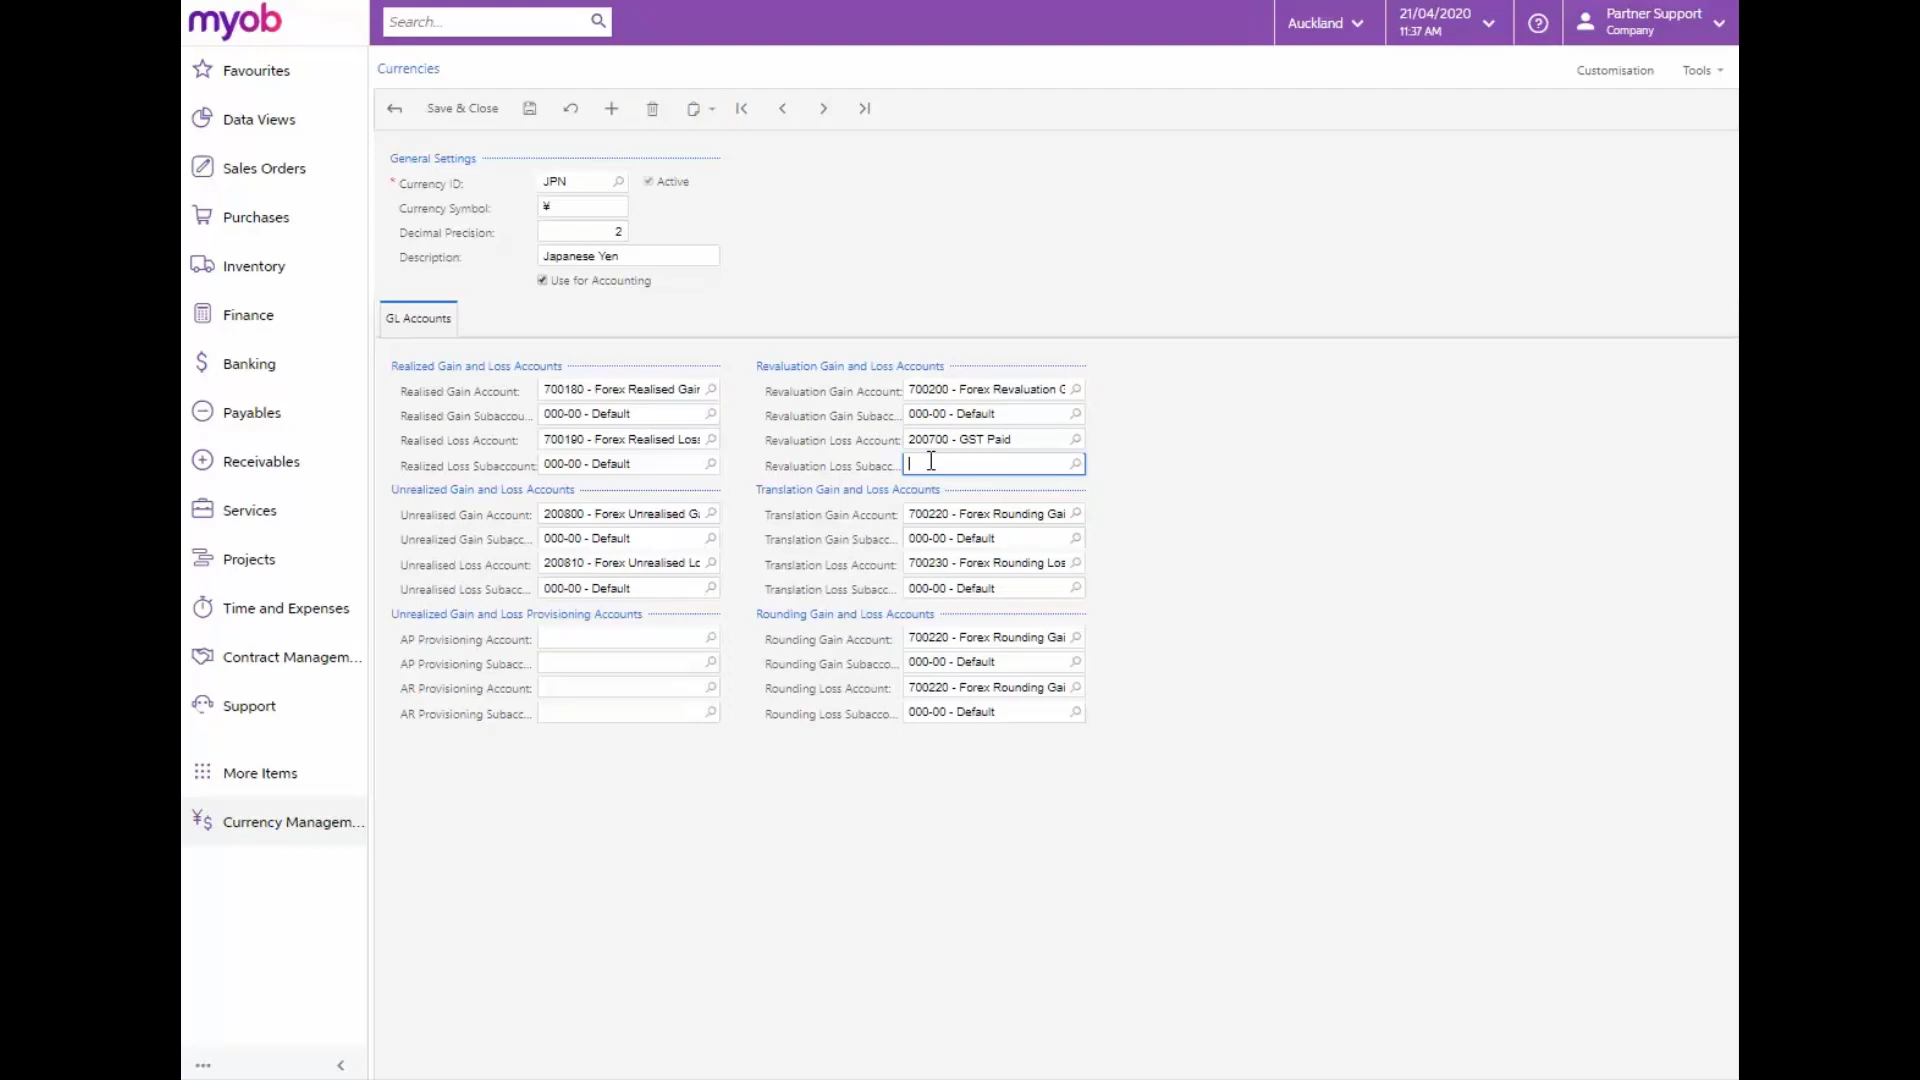 myob
Search...
Auckland
21/04/2020
11:37 AM
Partner Support
Company
Favourites
Data Views
Sales Orders
Purchases
Inventory
Finance
Banking
Payables
Receivables
Services
Projects
Time and Expenses
Contract Managem...
Support
More Items
Currency Managem...
Currencies
Customisation
Tools
Save & Close
General Settings
* Currency ID: JPN Active
Currency Symbol: ¥
Decimal Precision: 2
Description: Japanese Yen
Use for Accounting
GL Accounts
Realized Gain and Loss Accounts
Realised Gain Account: 700180 - Forex Realised Gair
Realised Gain Subaccou... 000-00 - Default
Realised Loss Account: 700190 - Forex Realised Loss
Realized Loss Subaccount: 000-00 - Default
Unrealized Gain and Loss Accounts
Unrealised Gain Account: 200800 - Forex Unrealised Ga
Unrealized Gain Subacc... 000-00 - Default
Unrealised Loss Account: 200810 - Forex Unrealised Lc
Unrealised Loss Subacc... 000-00 - Default
Unrealized Gain and Loss Provisioning Accounts
AP Provisioning Account:
AP Provisioning Subacc...
AR Provisioning Account:
AR Provisioning Subacc...
Revaluation Gain and Loss Accounts
Revaluation Gain Account: 700200 - Forex Revaluation G
Revaluation Gain Subacc... 000-00 - Default
Revaluation Loss Account: 200700 - GST Paid
Revaluation Loss Subacc...
Translation Gain and Loss Accounts
Translation Gain Account: 700220 - Forex Rounding Gai
Translation Gain Subacc... 000-00 - Default
Translation Loss Account: 700230 - Forex Rounding Los
Translation Loss Subacc... 000-00 - Default
Rounding Gain and Loss Accounts
Rounding Gain Account: 700220 - Forex Rounding Gai
Rounding Gain Subacco... 000-00 - Default
Rounding Loss Account: 700220 - Forex Rounding Gai
Rounding Loss Subacco... 000-00 - Default